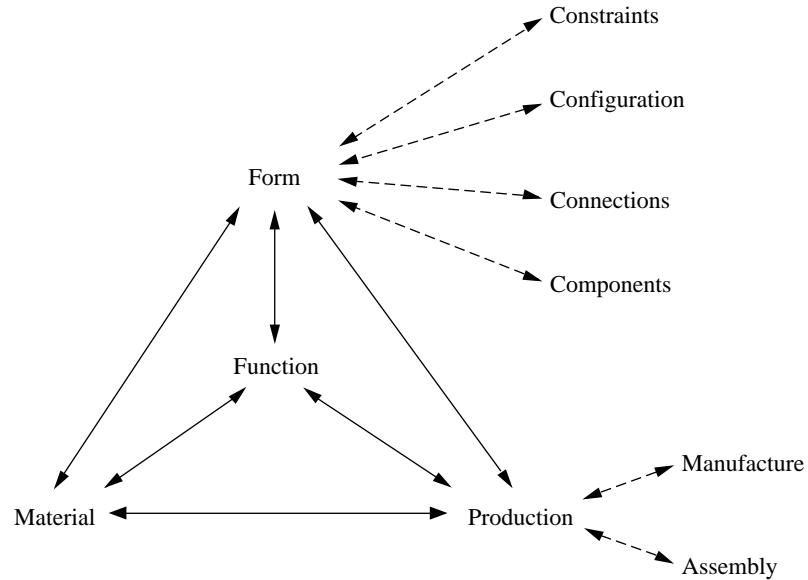 Constraints
Configuration
Form
Connections
Components
Function
Manufacture
Material
Production
Assembly